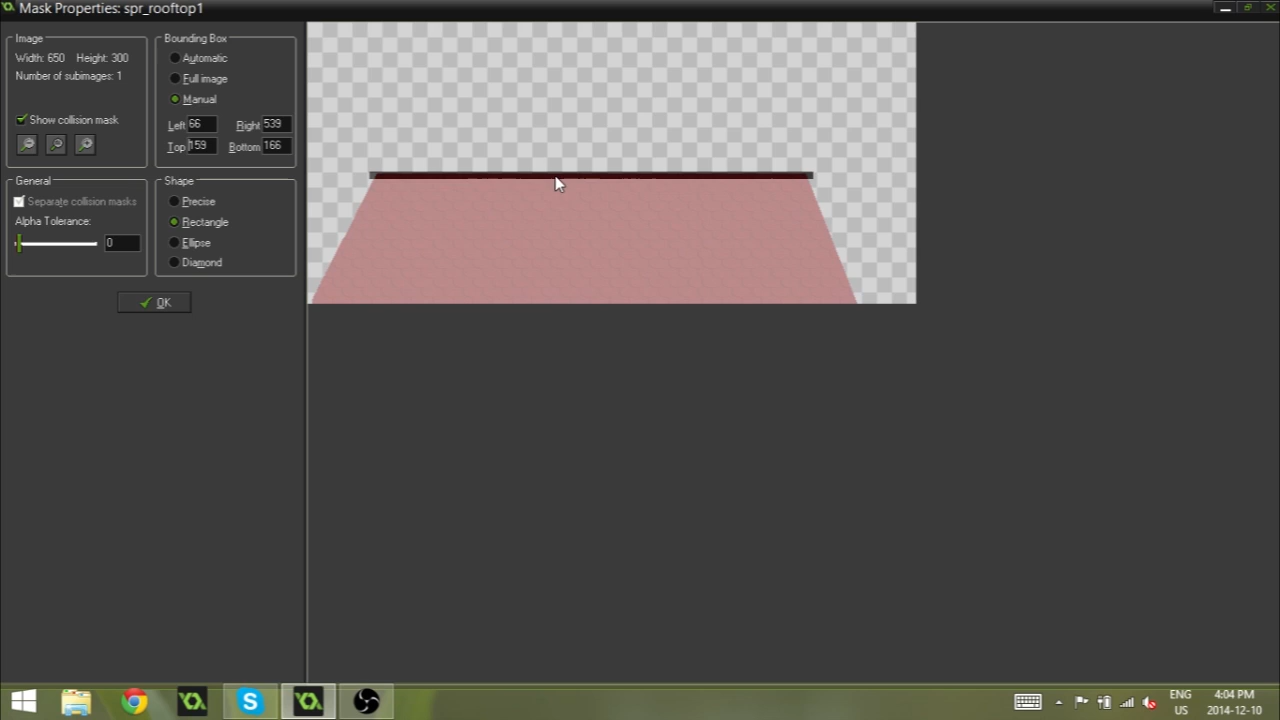 Mask Properties: spr_rooftop1
Image
Width: 650 Height: 300
Number of subimages: 1
Show collision mask
Bounding Box
Automatic
Full image
Manual
Left 66 Right 539
Top 159 Bottom 166
General
Separate collision masks
Alpha Tolerance:
0
Shape
Precise
Rectangle
Ellipse
Diamond
OK
ENG
US
4:04 PM
2014-12-10